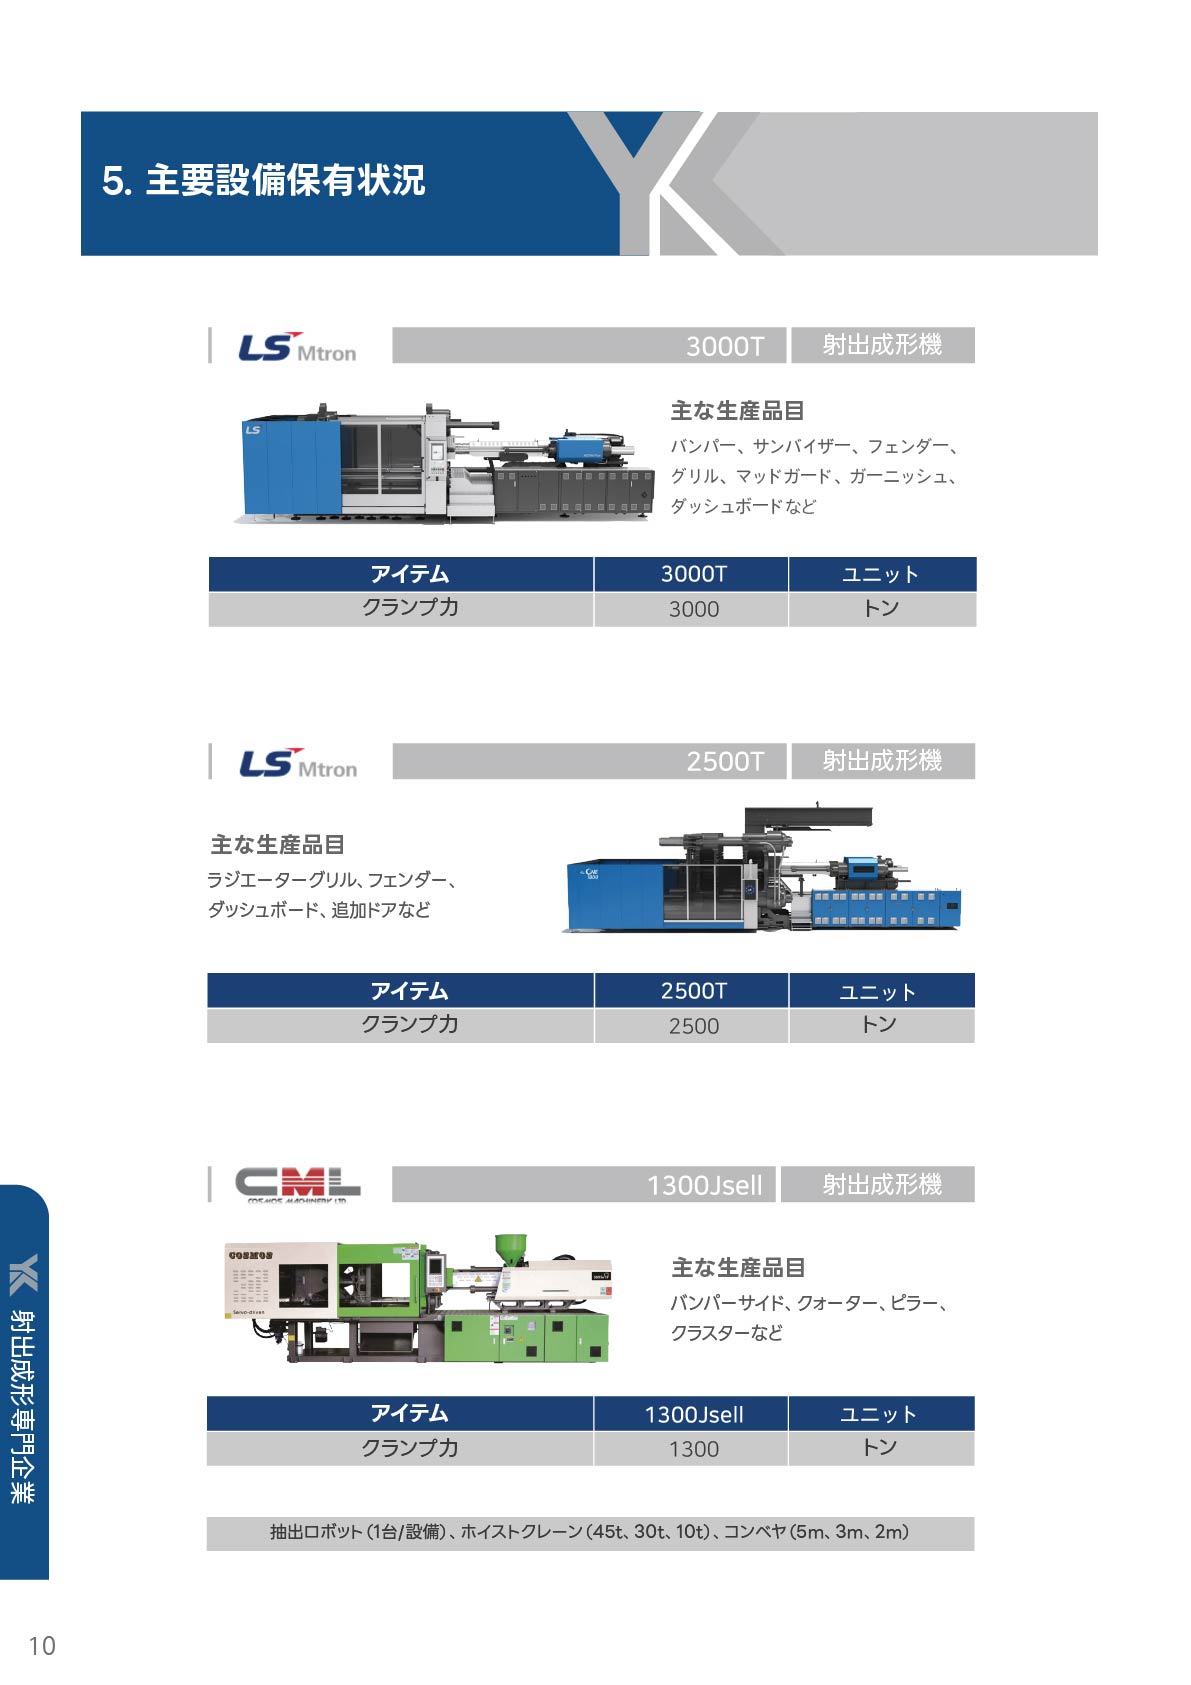 5. 主要設備保有状況
YK
LS Mtron
3000T
射出成形機
LS
主な生産品目
バンパー、サンバイザー、フェンダー、
グリル、マッドガード、ガーニッシュ、
ダッシュボードなど
アイテム 3000T ユニット
クランプ力 3000 トン
LS Mtron
2500T
射出成形機
主な生産品目
ラジエーターグリル、フェンダー、
ダッシュボード、追加ドアなど
アイテム 2500T ユニット
クランプ力 2500 トン
CML
COSMOS MACHINERY LTD.
1300Jsell
射出成形機
COSMOS
Servo-driven
主な生産品目
バンパーサイド、クォーター、ピラー、
クラスターなど
アイテム 1300Jsell ユニット
クランプ力 1300 トン
抽出ロボット（1台/設備）、ホイストクレーン（45t、30t、10t）、コンベヤ（5m、3m、2m）
YK 射出成形専門企業
10